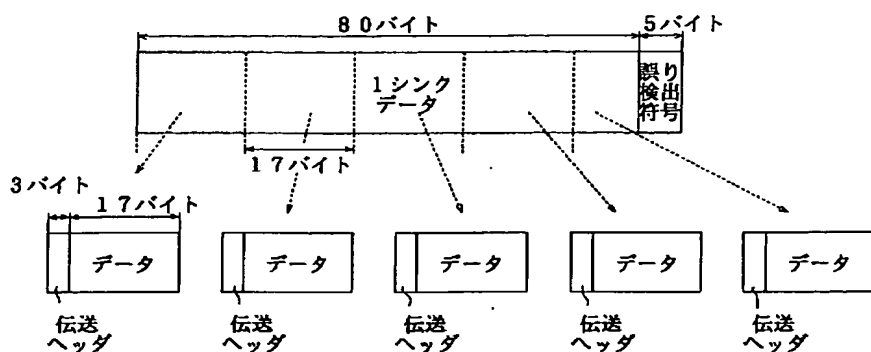 80バイト
5バイト
1シンク
データ
誤り
検出
符号
17バイト
3バイト
17バイト
データ
データ
データ
データ
データ
伝送
ヘッダ
伝送
ヘッダ
伝送
ヘッダ
伝送
ヘッダ
伝送
ヘッダ